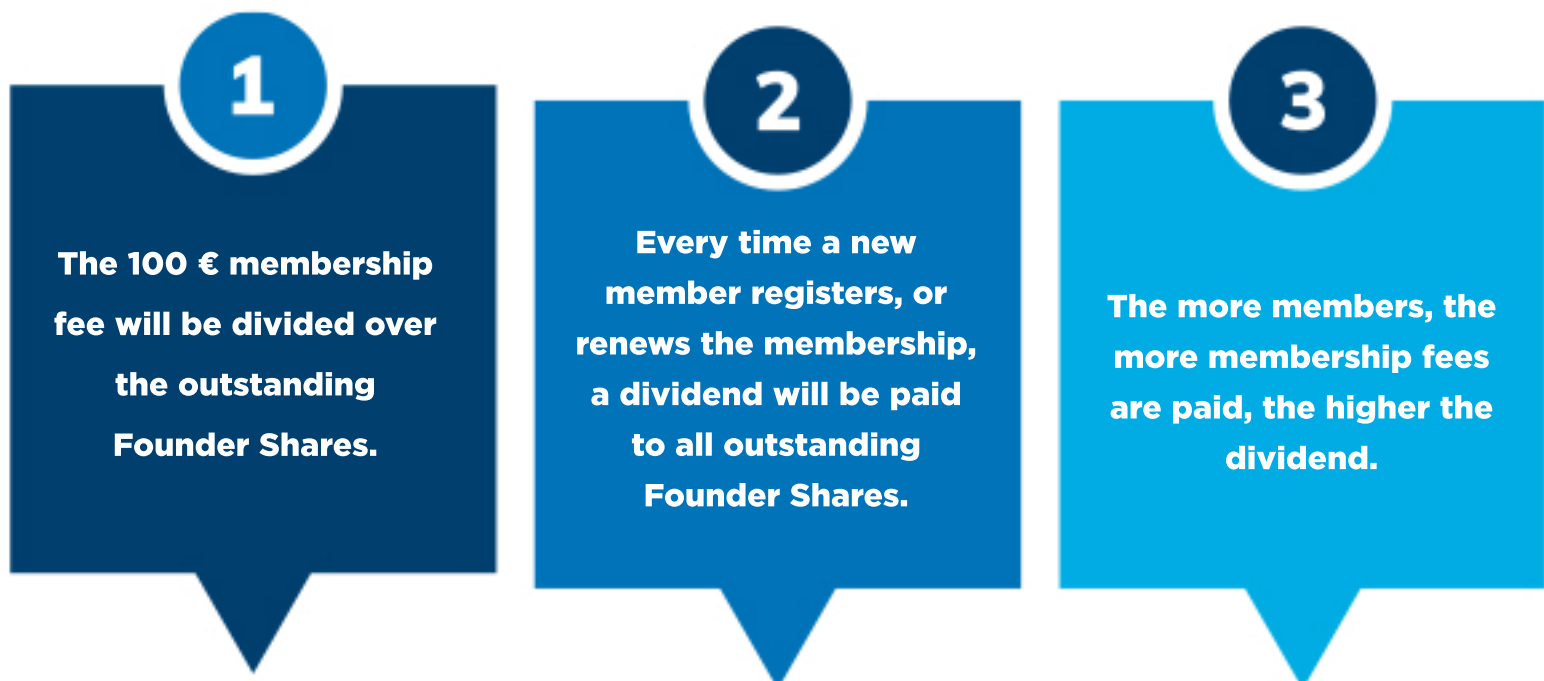 1
The 100 € membership
fee will be divided over
the outstanding
Founder Shares.
2
Every time a new
member registers, or
renews the membership,
a dividend will be paid
to all outstanding
Founder Shares.
3
The more members, the
more membership fees
are paid, the higher the
dividend.